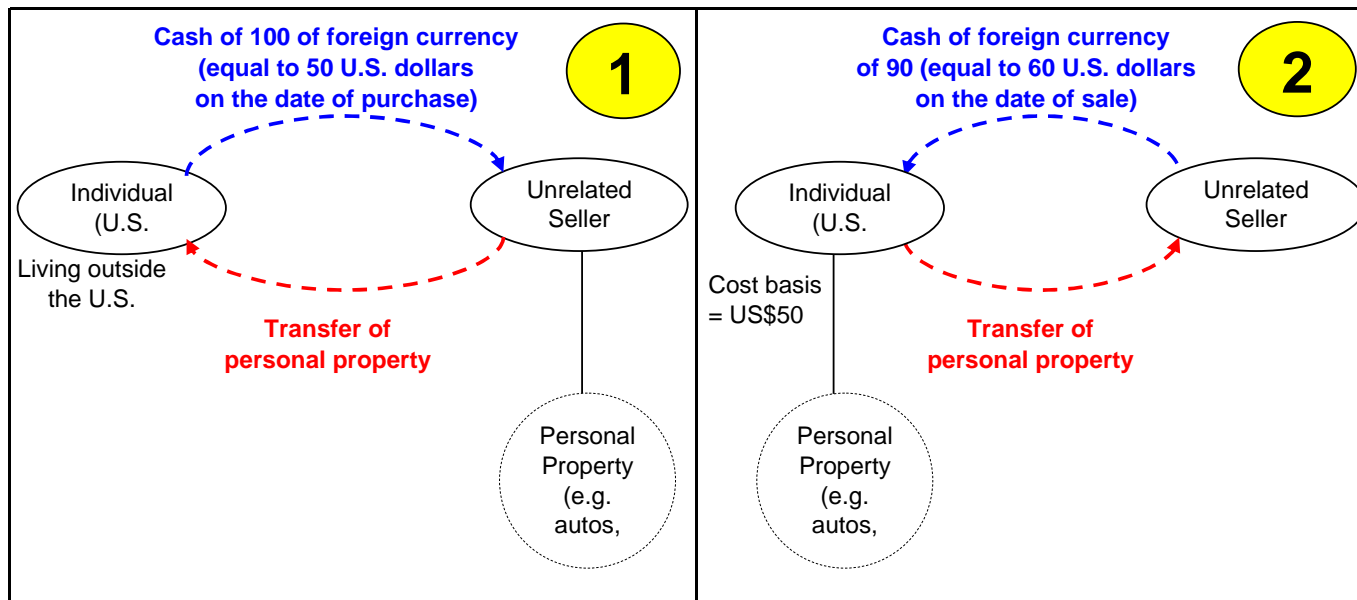 Cash of 100 of foreign currency
(equal to 50 U.S. dollars
on the date of purchase)
1
Individual
(U.S.
Unrelated
Seller
Living outside
the U.S.
Transfer of
personal property
Personal
Property
(e.g.
autos,
Cash of foreign currency
of 90 (equal to 60 U.S. dollars
on the date of sale)
2
Individual
(U.S.
Unrelated
Seller
Cost basis
= US$50
Transfer of
personal property
Personal
Property
(e.g.
autos,